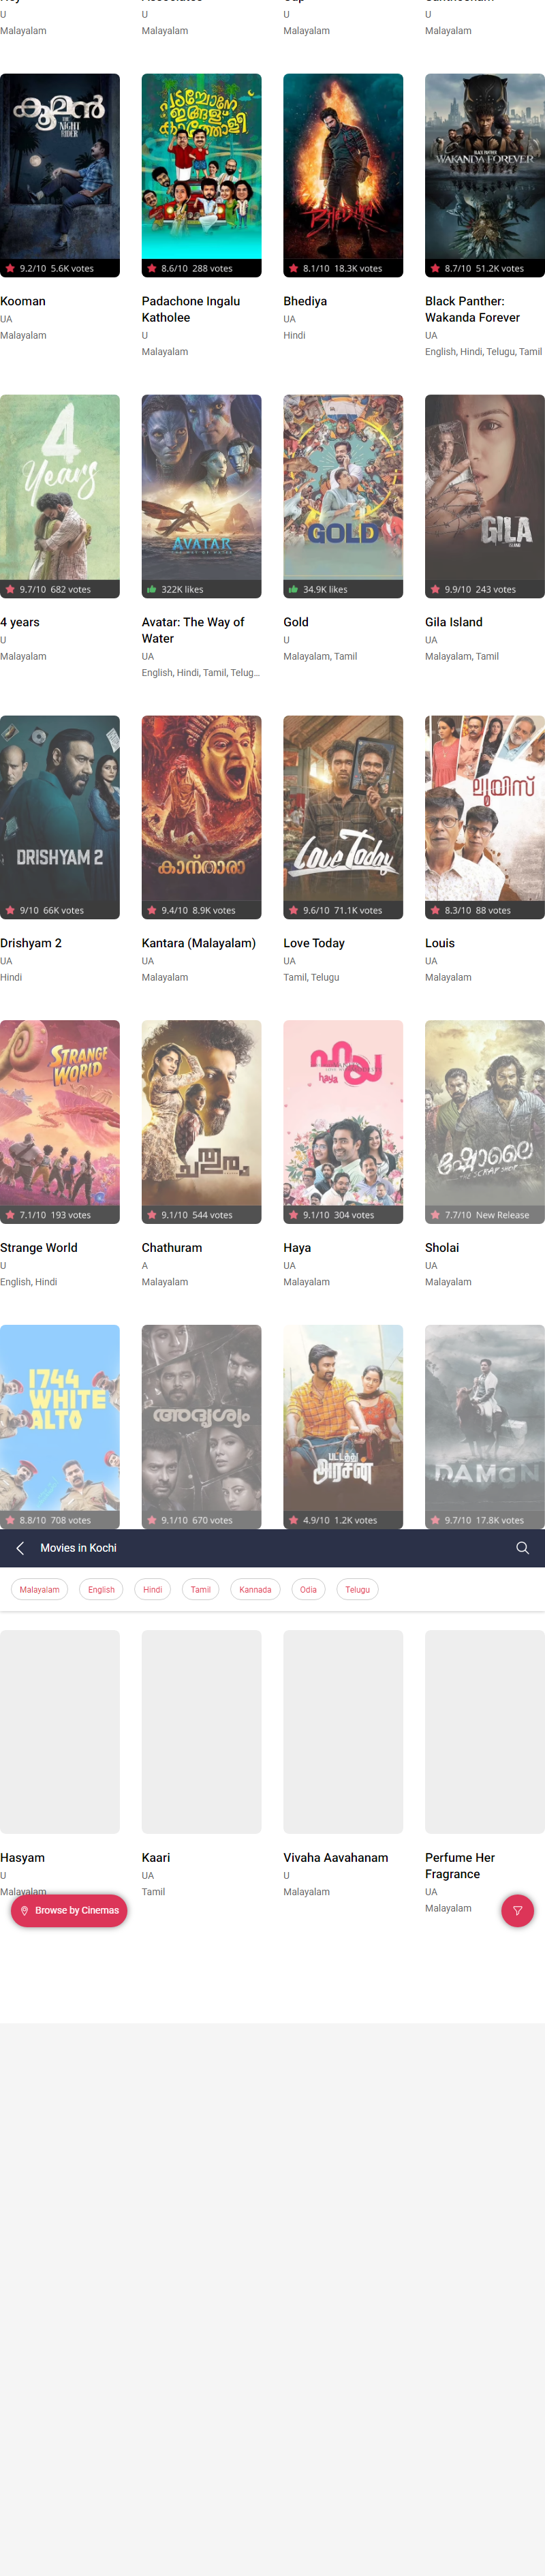 U
U
U
U
Malayalam
Malayalam
Malayalam
Malayalam
കൂമൻ
THE NIGHT RIDER
പടച്ചോനേ
ഇങ്ങള്
കാത്തോളീ
BHEDIYA
BLACK PANTHER
WAKANDA FOREVER
9.2/10 5.6K votes
8.6/10 288 votes
8.1/10 18.3K votes
8.7/10 51.2K votes
Kooman
UA
Malayalam
Padachone Ingalu
Katholee
U
Malayalam
Bhediya
UA
Hindi
Black Panther:
Wakanda Forever
UA
English, Hindi, Telugu, Tamil
4
Years
AVATAR
THE WAY OF WATER
GOLD
GILA
ISLAND
9.7/10 682 votes
322K likes
34.9K likes
9.9/10 243 votes
4 years
U
Malayalam
Avatar: The Way of
Water
UA
English, Hindi, Tamil, Telug...
Gold
U
Malayalam, Tamil
Gila Island
UA
Malayalam, Tamil
DRISHYAM 2
കാന്താരാ
Love Today
ലൂയിസ്
9/10 66K votes
9.4/10 8.9K votes
9.6/10 71.1K votes
8.3/10 88 votes
Drishyam 2
UA
Hindi
Kantara (Malayalam)
UA
Malayalam
Love Today
UA
Tamil, Telugu
Louis
UA
Malayalam
STRANGE
WORLD
ചതുരം
ഹയ
haya
ഷോലൈ
THE SCRAP SHOP
7.1/10 193 votes
9.1/10 544 votes
9.1/10 304 votes
7.7/10 New Release
Strange World
U
English, Hindi
Chathuram
A
Malayalam
Haya
UA
Malayalam
Sholai
UA
Malayalam
1744
WHITE
ALTO
അദൃശ്യം
பட்டத்து
அரசன்
DAMaN
8.8/10 708 votes
9.1/10 670 votes
4.9/10 1.2K votes
9.7/10 17.8K votes
Movies in Kochi
Malayalam
English
Hindi
Tamil
Kannada
Odia
Telugu
Hasyam
U
Malayalam
Kaari
UA
Tamil
Vivaha Aavahanam
U
Malayalam
Perfume Her
Fragrance
UA
Malayalam
Browse by Cinemas